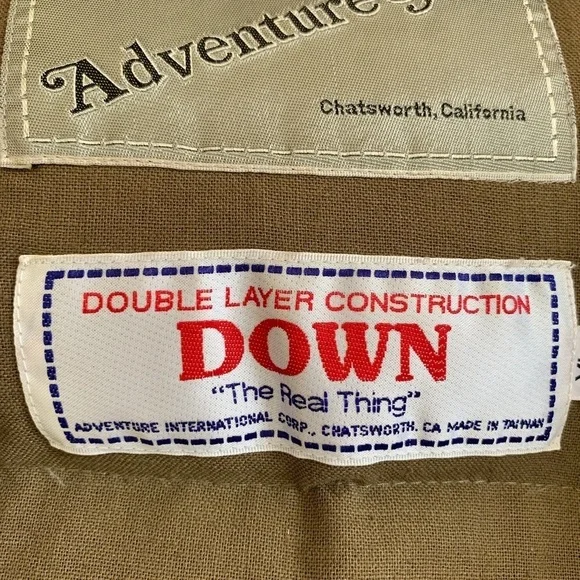 Adventure
Chatsworth, California
DOUBLE LAYER CONSTRUCTION
DOWN
"The Real Thing"
ADVENTURE INTERNATIONAL CORP., CHATSWORTH, CA MADE IN TAIWAN